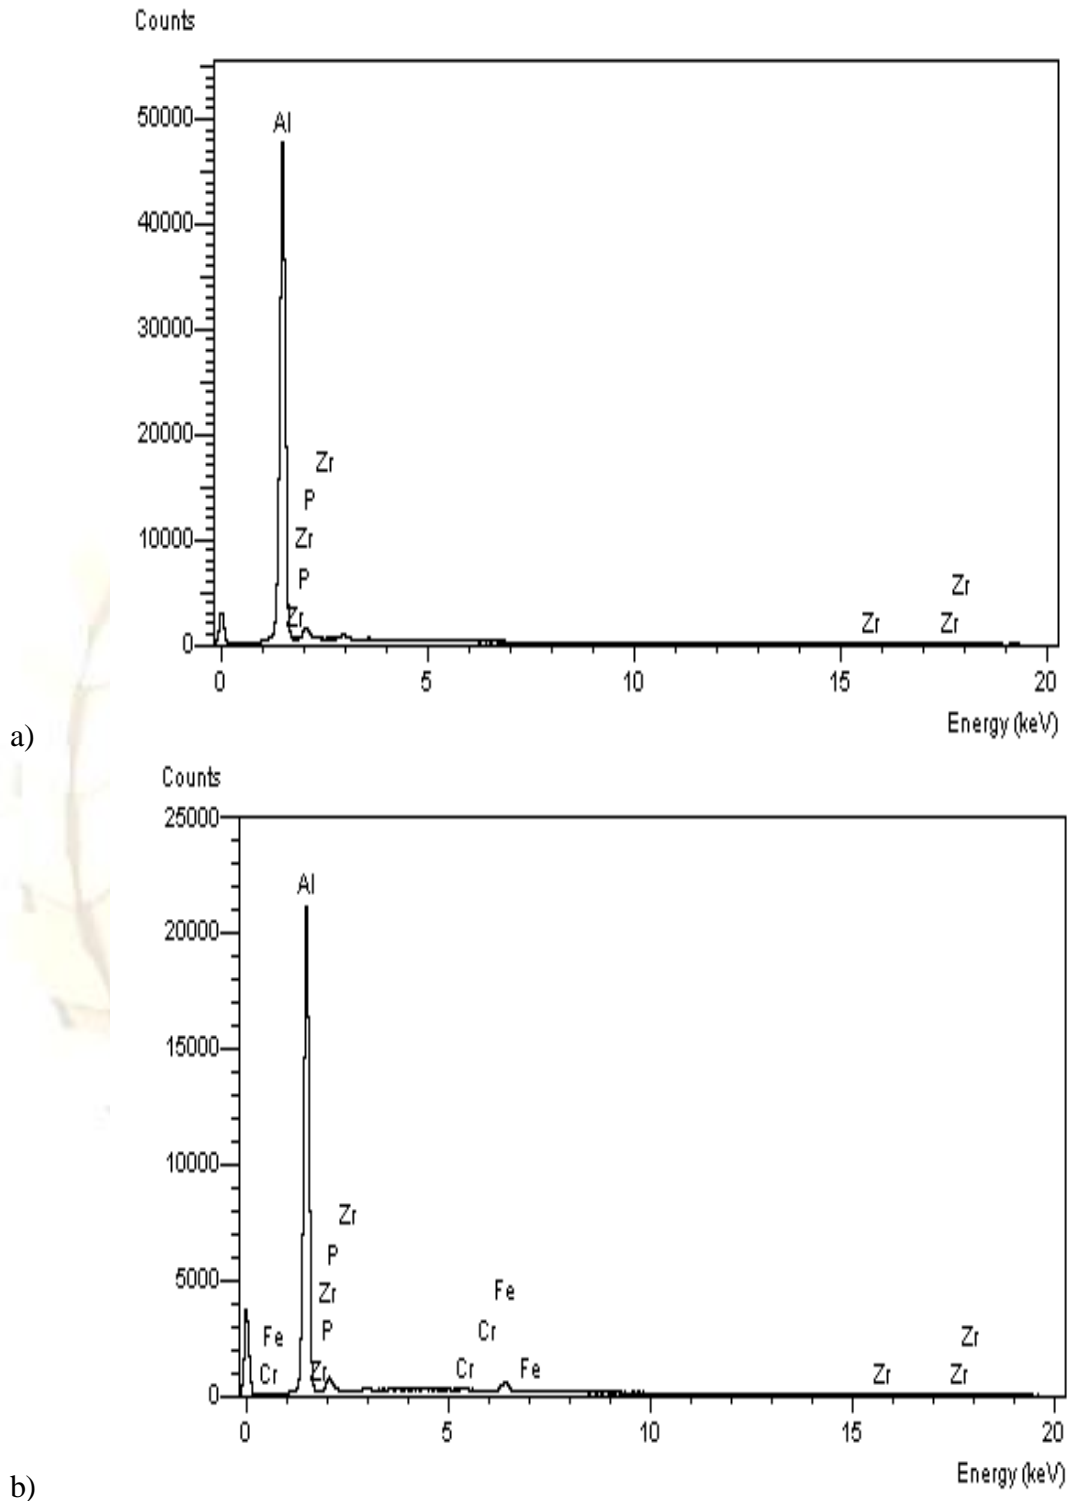 Counts
50000
Al
40000
30000
20000
Zr
P
10000
Zr
P
Zr
Zr
Zr
Zr
0
0 5 10 15 20
Energy (keV)
a)
Counts
25000
Al
20000
15000
10000
Zr
P
5000
Zr
Fe
Fe
P
Cr
Zr
Cr
Zr
Cr
Fe
Zr
Zr
0
0 5 10 15 20
Energy (keV)
b)